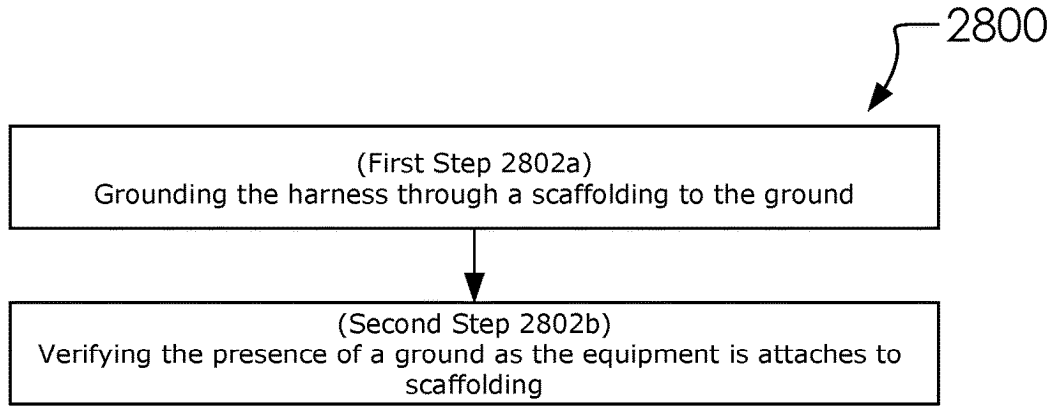 2800
(First Step 2802a)
Grounding the harness through a scaffolding to the ground
(Second Step 2802b)
Verifying the presence of a ground as the equipment is attaches to
scaffolding